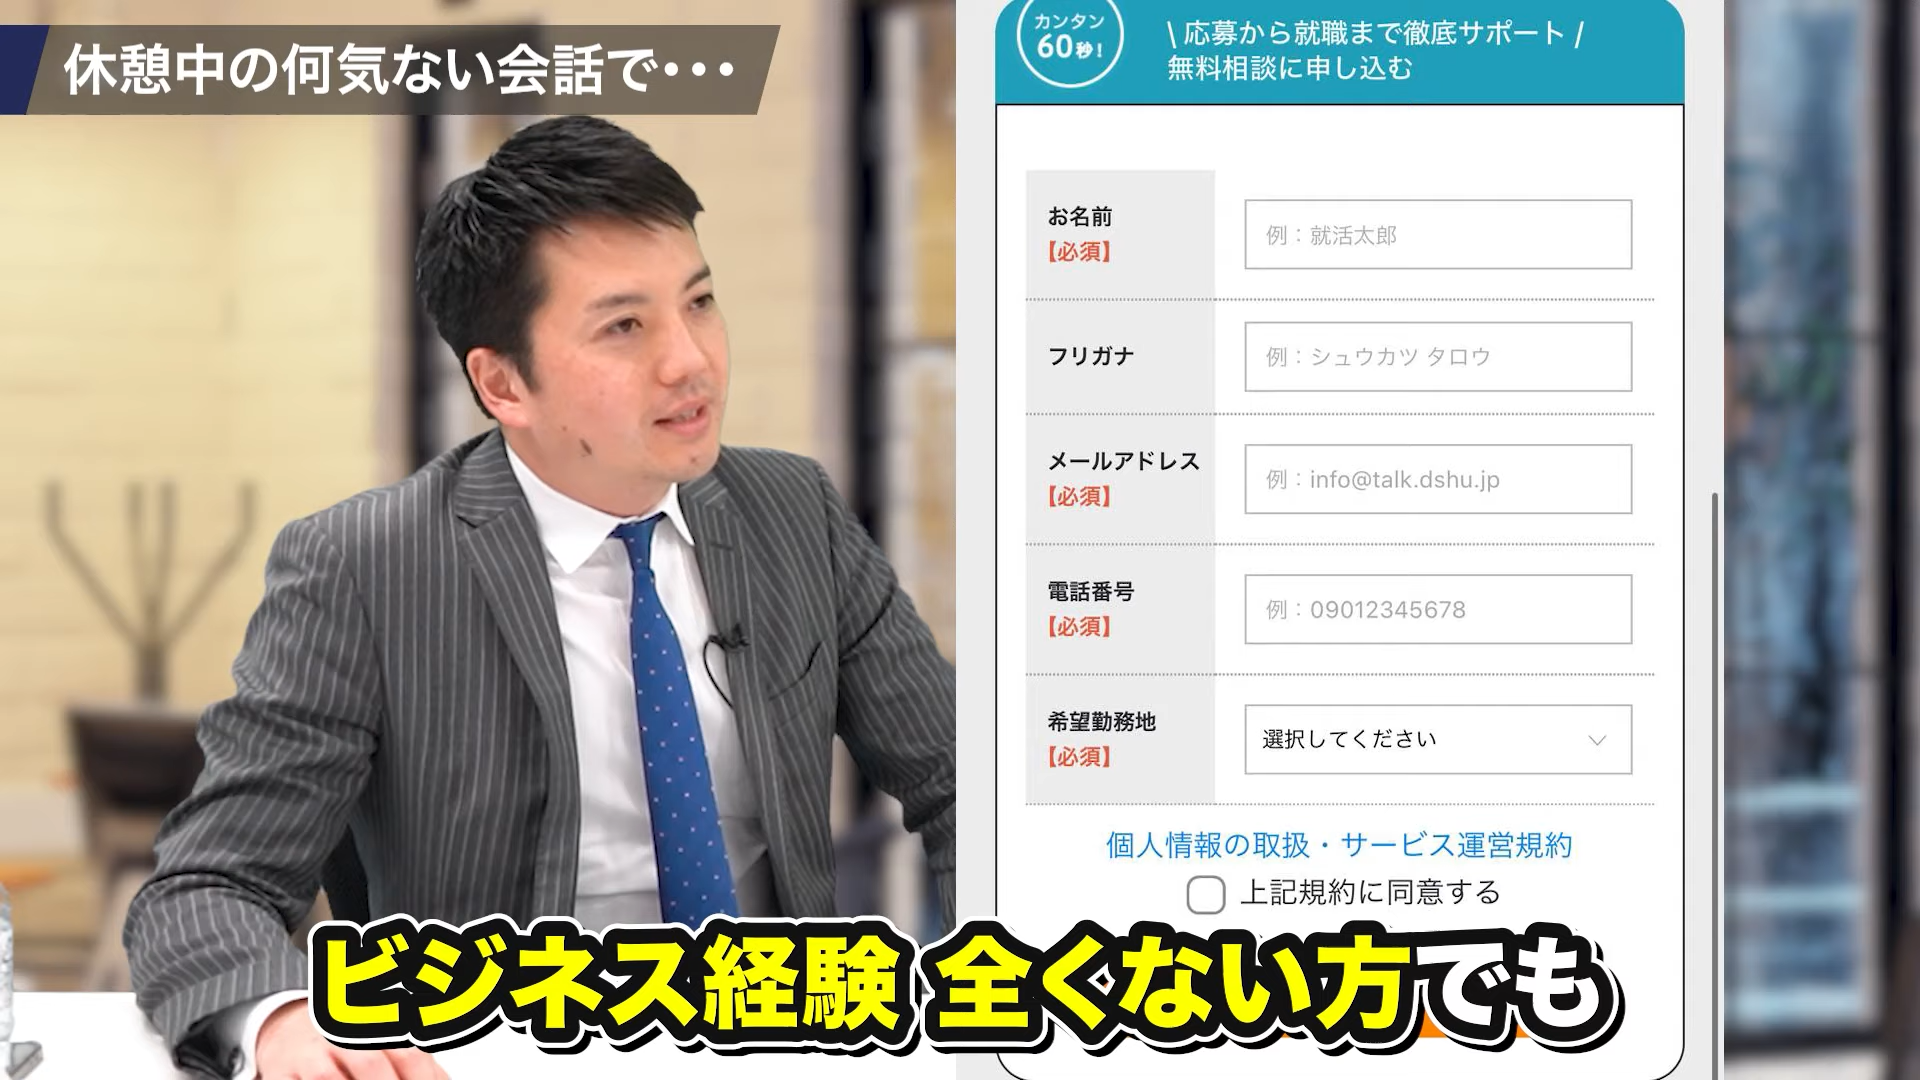 休憩中の何気ない会話で・・・
カンタン
60秒！
\ 応募から就職まで徹底サポート /
無料相談に申し込む
お名前
【必須】
例：就活太郎
フリガナ
例：シュウカツ タロウ
メールアドレス
【必須】
例：info@talk.dshu.jp
電話番号
【必須】
例：09012345678
希望勤務地
【必須】
選択してください
個人情報の取扱・サービス運営規約
上記規約に同意する
ビジネス経験 全くない方でも